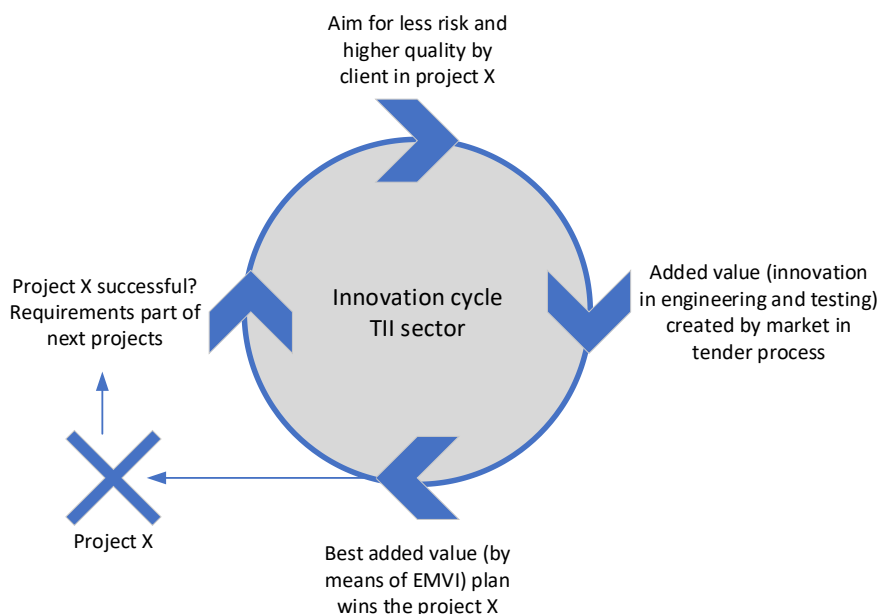 Aim for less risk and
higher quality by
client in project X
Added value (innovation
in engineering and testing)
created by market in
tender process
Innovation cycle
TII sector
Project X successful?
Requirements part of
next projects
Project X
Best added value (by
means of EMVI) plan
wins the project X